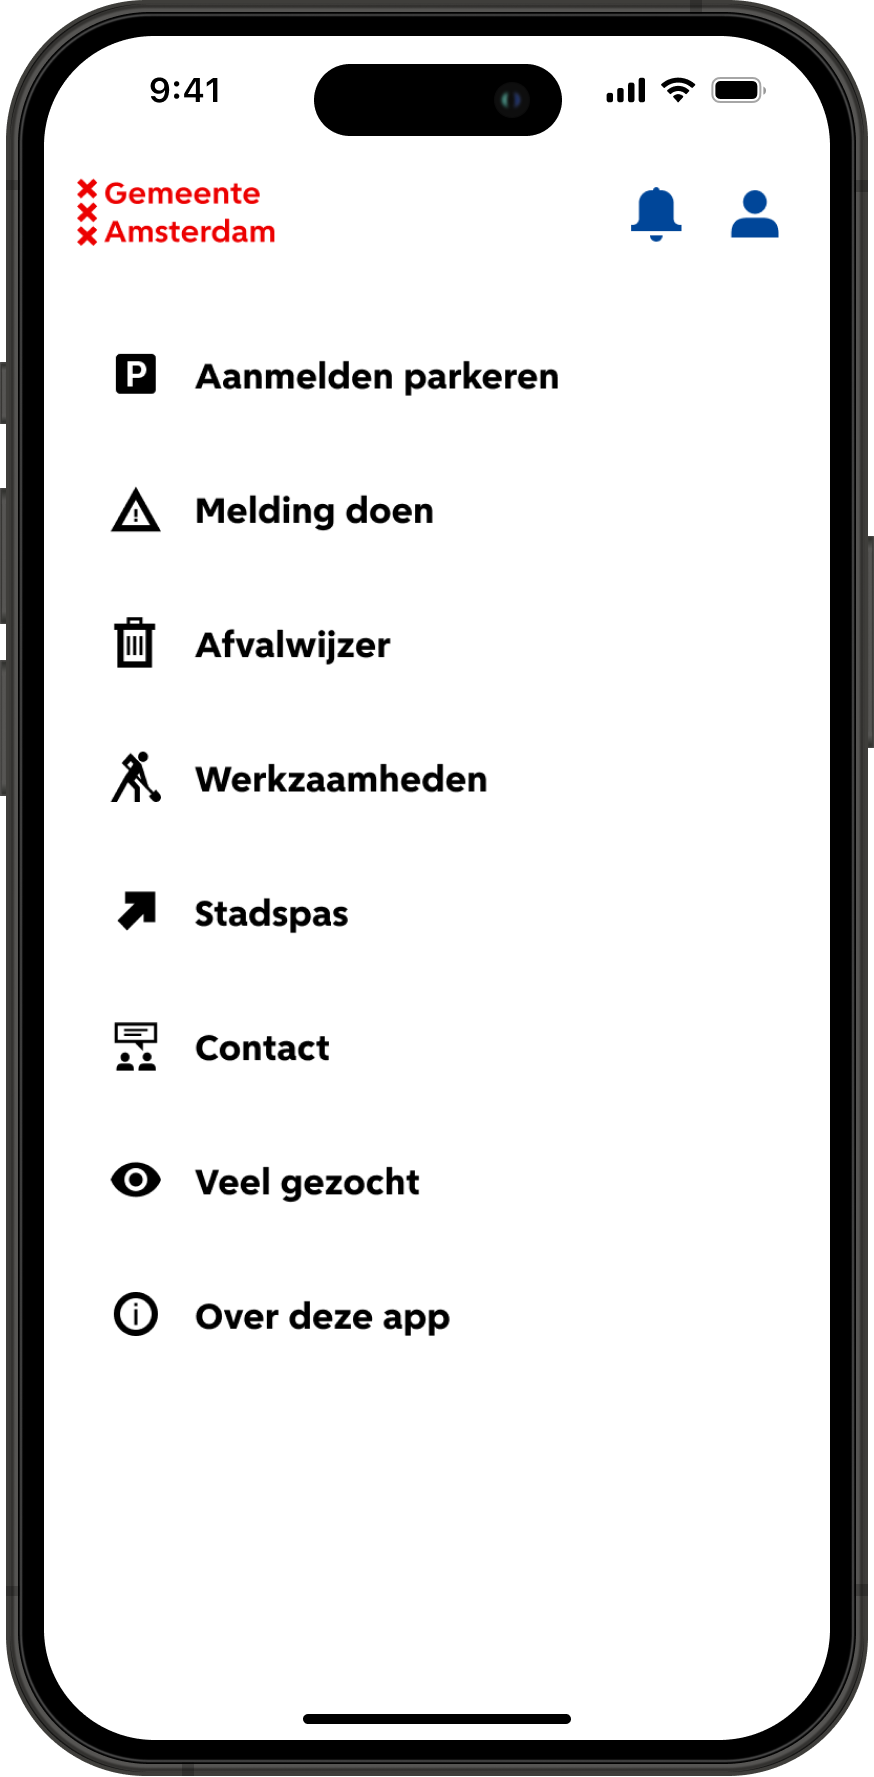 9:41
Gemeente
Amsterdam
P
Aanmelden parkeren
Melding doen
Afvalwijzer
Werkzaamheden
Stadspas
Contact
Veel gezocht
Over deze app